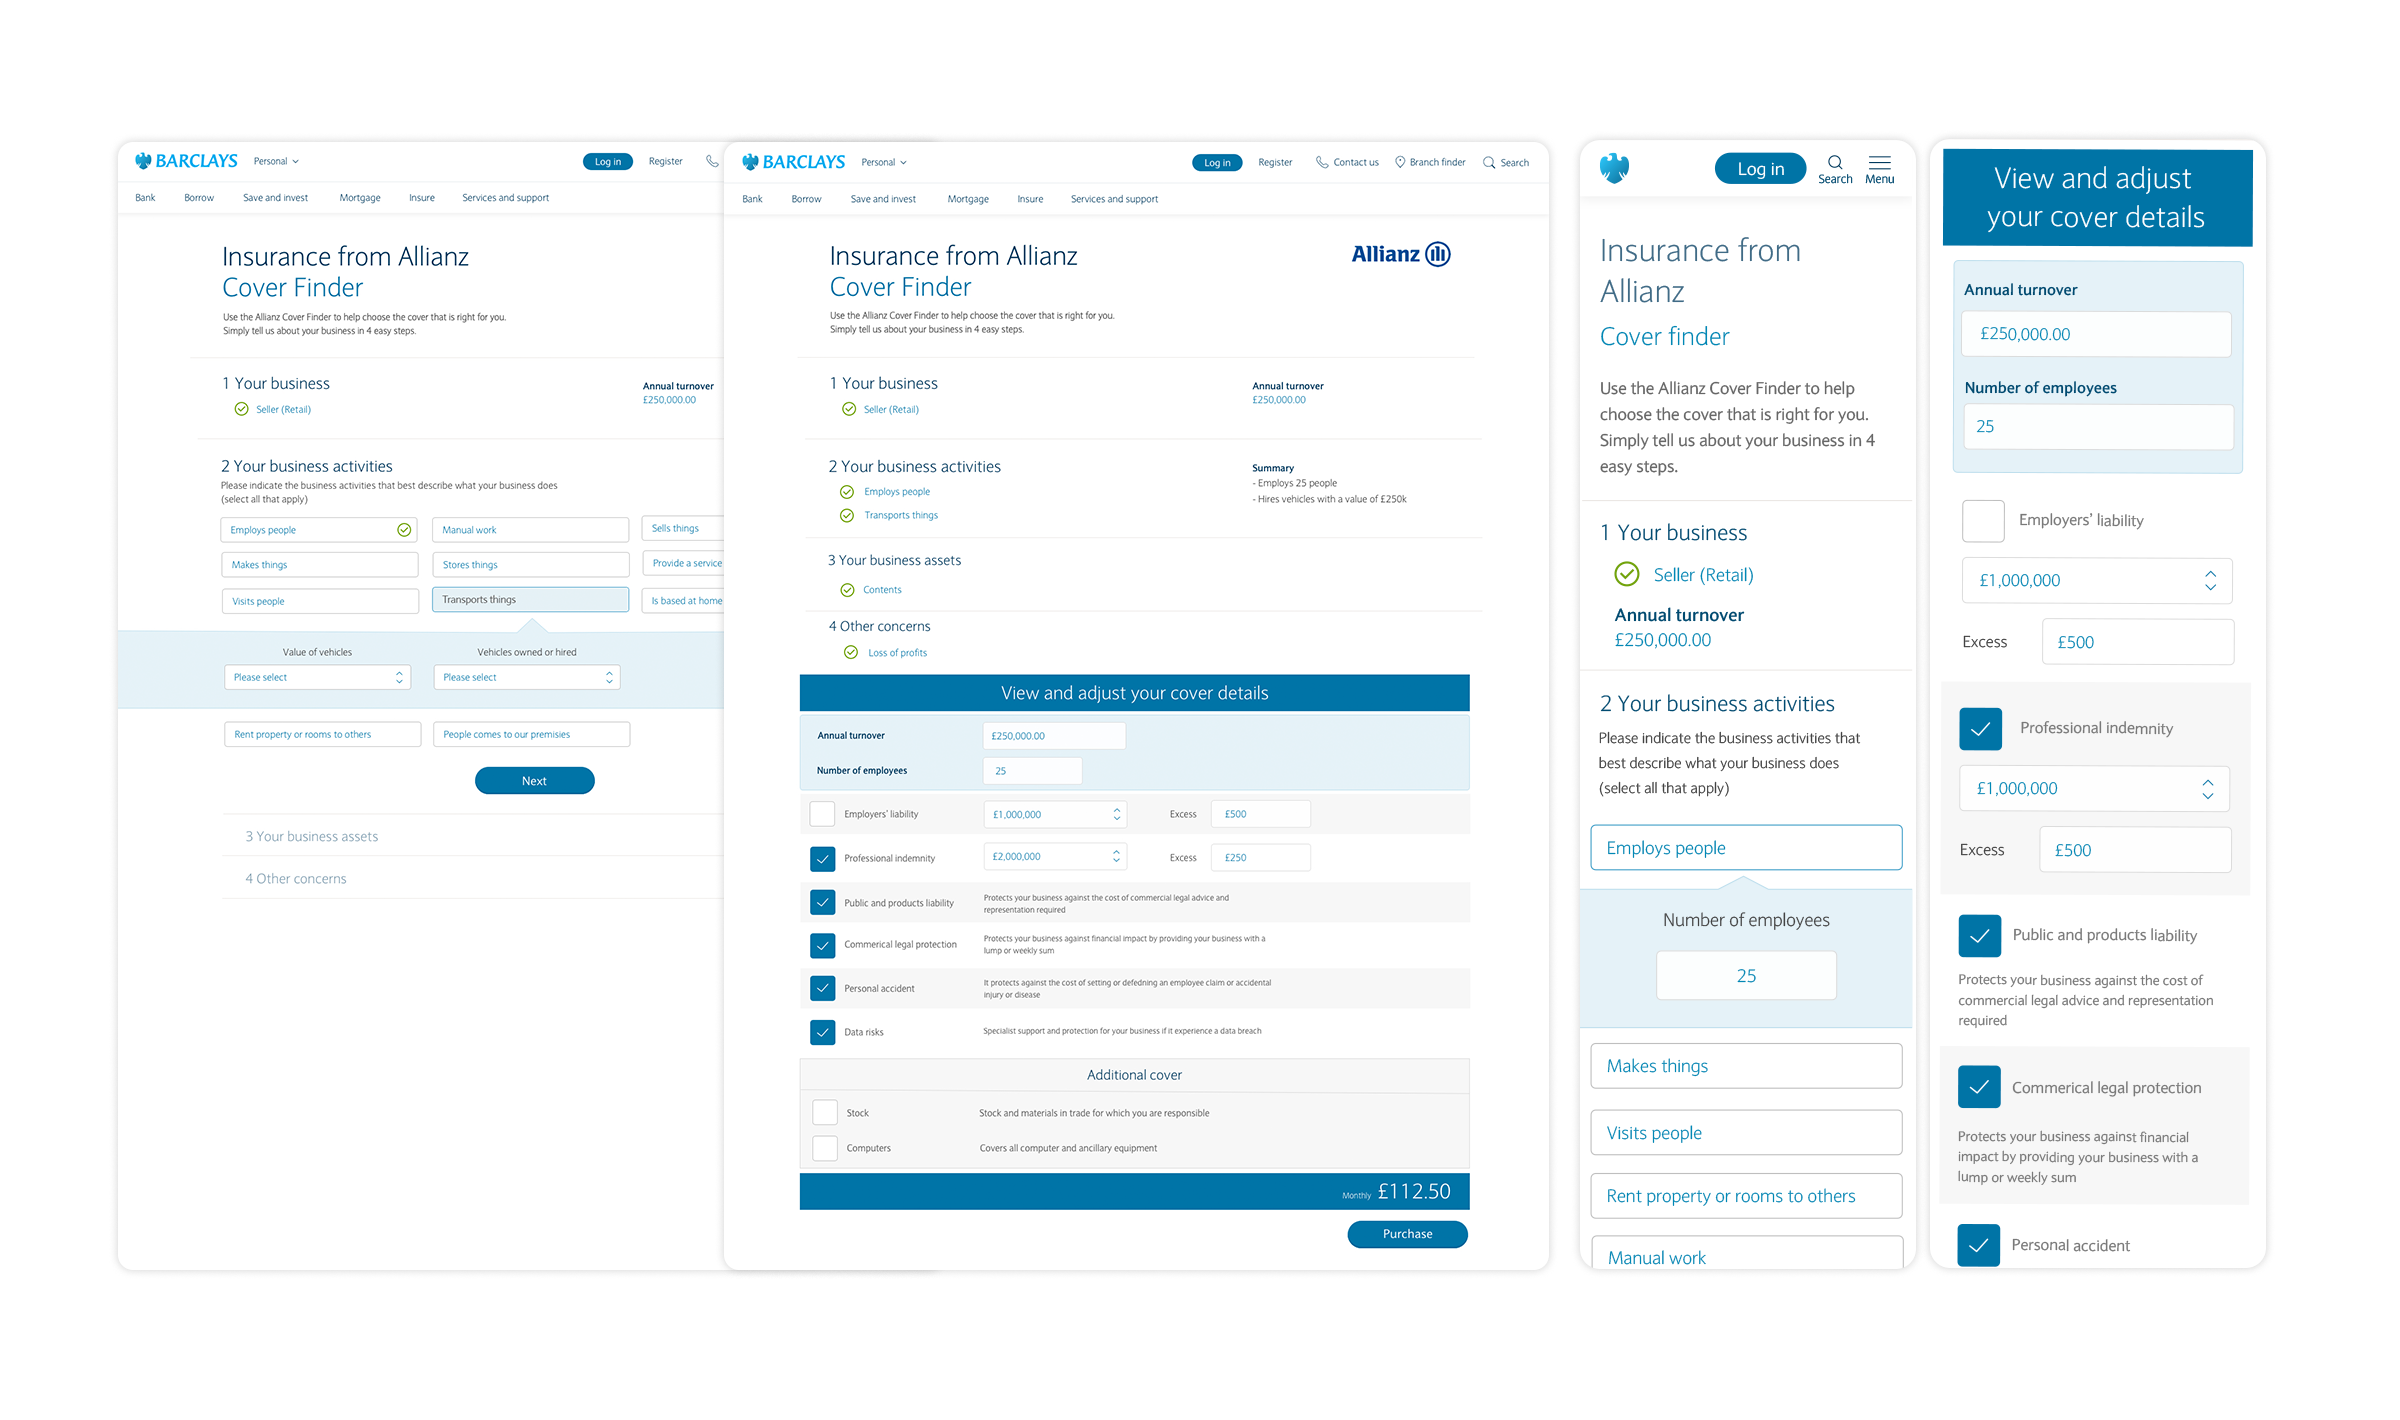 BARCLAYS
Personal
Log in
Register
Bank
Borrow
Save and invest
Mortgage
Insure
Services and support
Insurance from Allianz
Cover Finder
Use the Allianz Cover Finder to help choose the cover that is right for you.
Simply tell us about your business in 4 easy steps.
1 Your business
Seller (Retail)
Annual turnover
£250,000.00
2 Your business activities
Please indicate the business activities that best describe what your business does
(select all that apply)
Employs people
Manual work
Sells things
Makes things
Stores things
Provide a service
Visits people
Transports things
Is based at home
Value of vehicles
Vehicles owned or hired
Please select
Please select
Rent property or rooms to others
People comes to our premisies
Next
3 Your business assets
4 Other concerns
BARCLAYS
Personal
Log in
Register
Contact us
Branch finder
Search
Bank
Borrow
Save and invest
Mortgage
Insure
Services and support
Insurance from Allianz
Cover Finder
Allianz
Use the Allianz Cover Finder to help choose the cover that is right for you.
Simply tell us about your business in 4 easy steps.
1 Your business
Seller (Retail)
Annual turnover
£250,000.00
2 Your business activities
Employs people
Transports things
Summary
- Employs 25 people
- Hires vehicles with a value of £250k
3 Your business assets
Contents
4 Other concerns
Loss of profits
View and adjust your cover details
Annual turnover
£250,000.00
Number of employees
25
Employers' liability
£1,000,000
Excess
£500
Professional indemnity
£2,000,000
Excess
£250
Public and products liability
Protects your business against the cost of commercial legal advice and
representation required
Commerical legal protection
Protects your business against financial impact by providing your business with a
lump or weekly sum
Personal accident
It protects against the cost of setting or defedning an employee claim or accidental
injury or disease
Data risks
Specialist support and protection for your business if it experience a data breach
Additional cover
Stock
Stock and materials in trade for which you are responsible
Computers
Covers all computer and ancillary equipment
Monthly £112.50
Purchase
Log in
Search
Menu
Insurance from
Allianz
Cover finder
Use the Allianz Cover Finder to help
choose the cover that is right for you.
Simply tell us about your business in 4
easy steps.
1 Your business
Seller (Retail)
Annual turnover
£250,000.00
2 Your business activities
Please indicate the business activities that
best describe what your business does
(select all that apply)
Employs people
Number of employees
25
Makes things
Visits people
Rent property or rooms to others
Manual work
View and adjust
your cover details
Annual turnover
£250,000.00
Number of employees
25
Employers' liability
£1,000,000
Excess
£500
Professional indemnity
£1,000,000
Excess
£500
Public and products liability
Protects your business against the cost of
commercial legal advice and representation
required
Commerical legal protection
Protects your business against financial
impact by providing your business with a
lump or weekly sum
Personal accident